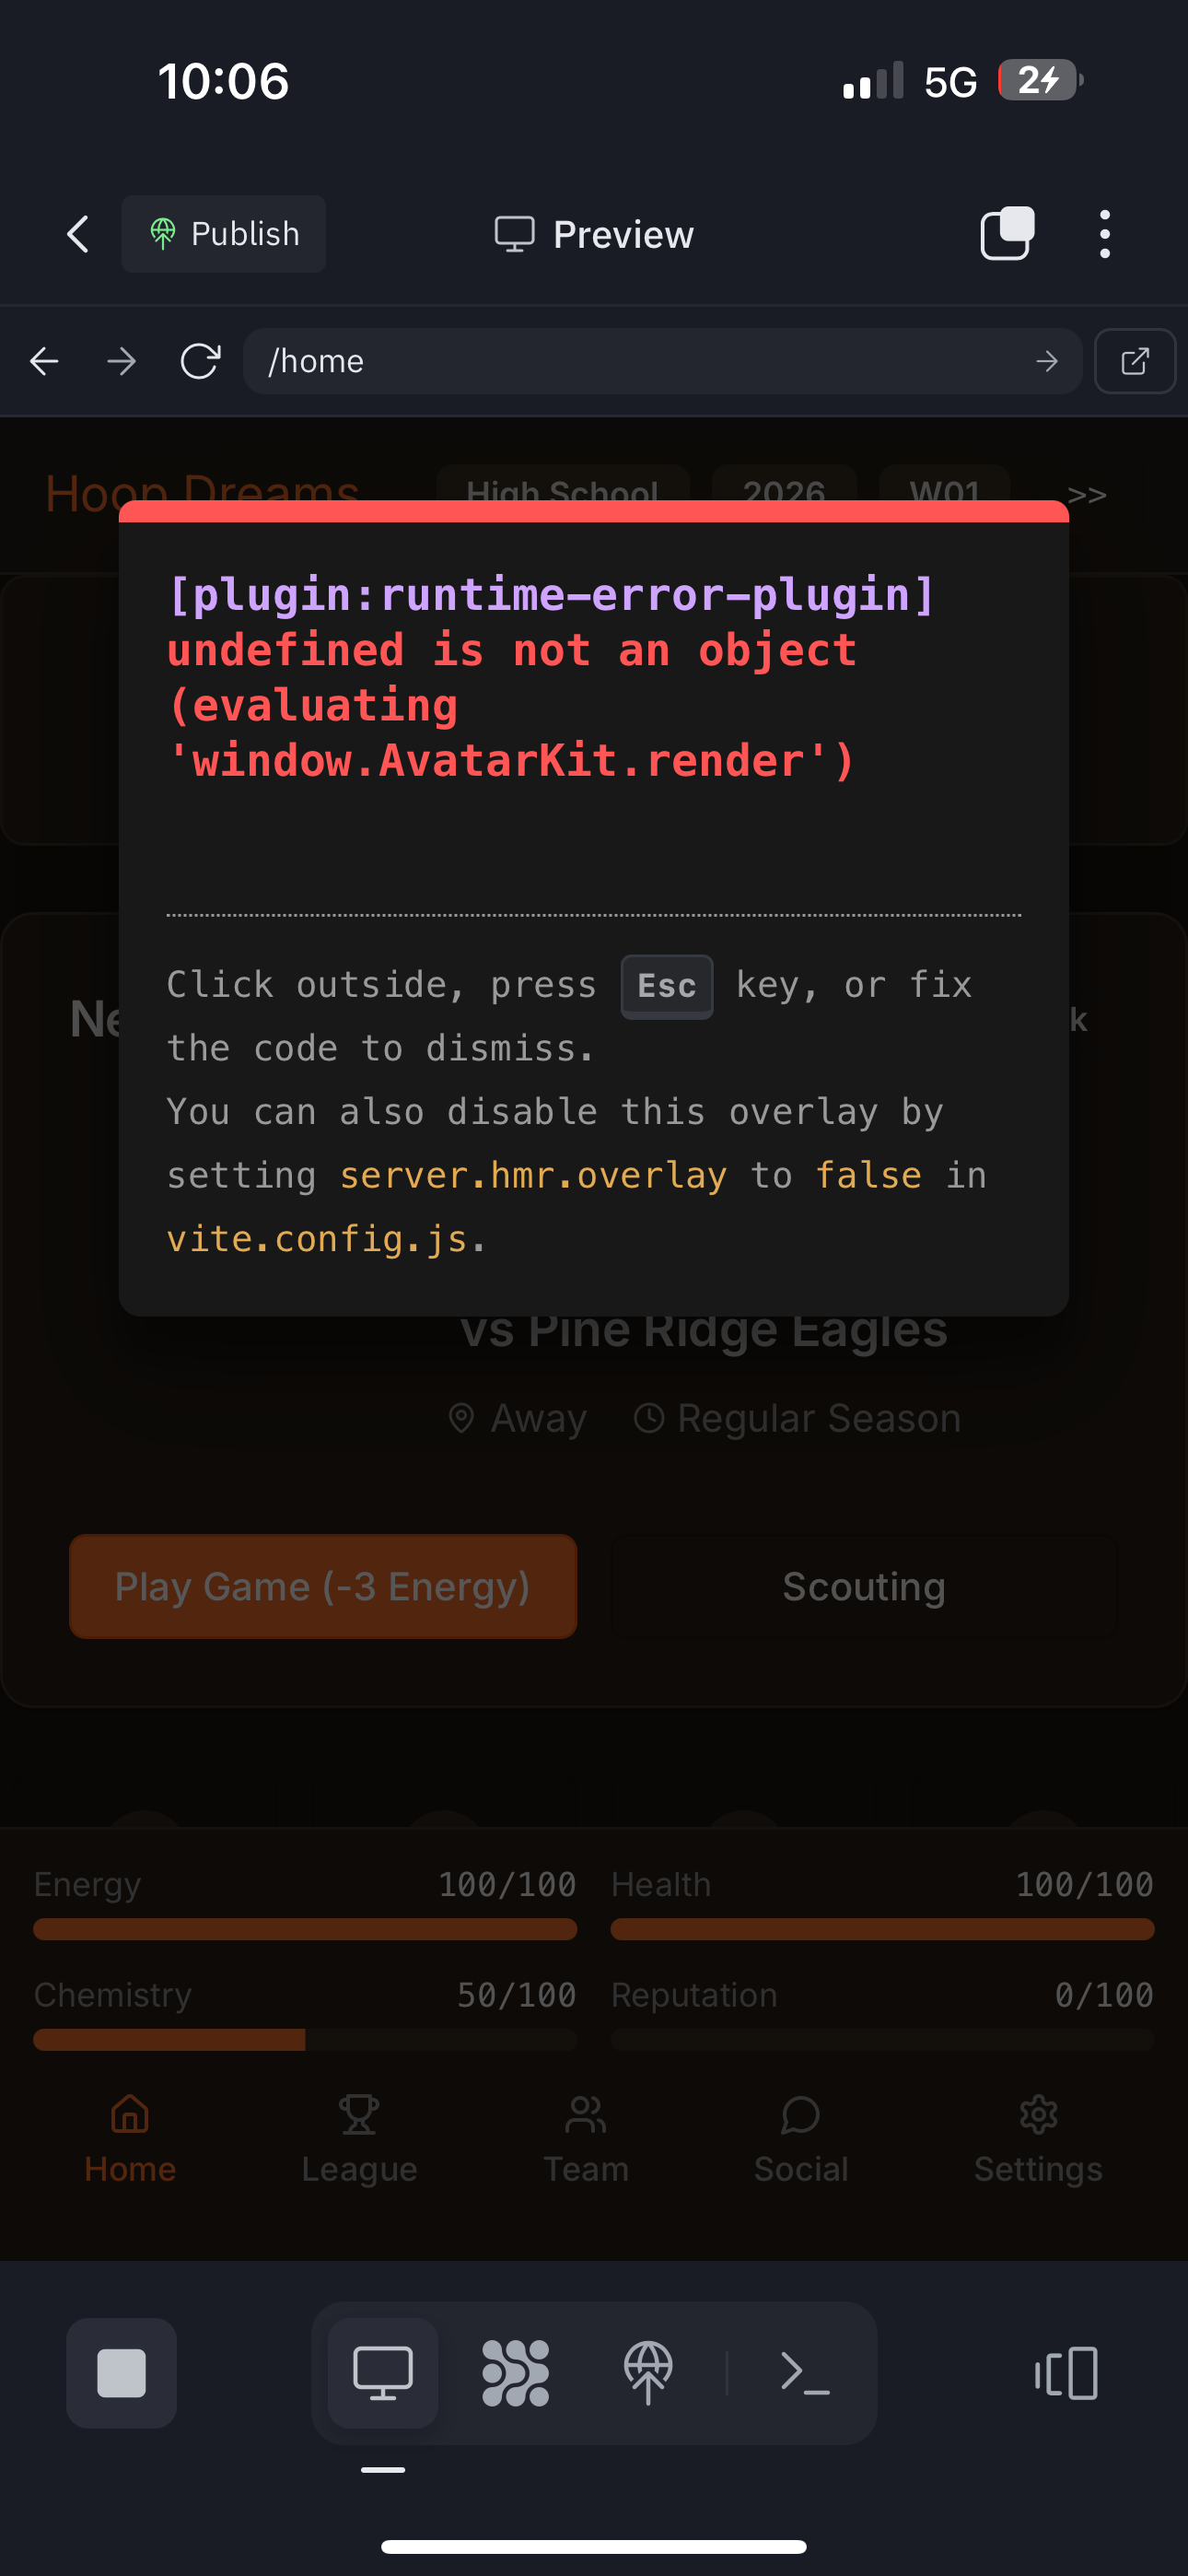 10:06
5G
2
Publish
Preview
/home
Hoop Dreams
High School
2026
W01
>>
[plugin:runtime-error-plugin]
undefined is not an object
(evaluating
'window.AvatarKit.render')
Click outside, press Esc key, or fix
the code to dismiss.
You can also disable this overlay by
setting server.hmr.overlay to false in
vite.config.js.
Ne
k
vs Pine Ridge Eagles
Away
Regular Season
Play Game (-3 Energy)
Scouting
Energy 100/100
Health 100/100
Chemistry 50/100
Reputation 0/100
Home
League
Team
Social
Settings